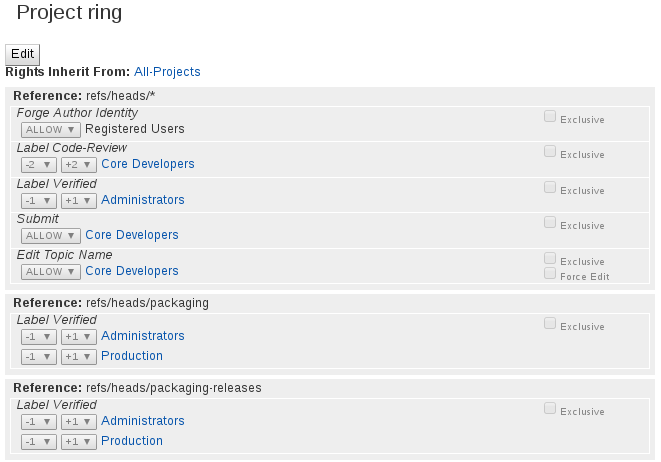 Project ring
Edit
Rights Inherit From: All-Projects
Reference: refs/heads/*
Forge Author Identity
Exclusive
ALLOW ▼ Registered Users
Label Code-Review
Exclusive
-2 ▼ +2 ▼ Core Developers
Label Verified
Exclusive
-1 ▼ +1 ▼ Administrators
Submit
Exclusive
ALLOW ▼ Core Developers
Edit Topic Name
Exclusive
ALLOW ▼ Core Developers
Force Edit
Reference: refs/heads/packaging
Label Verified
Exclusive
-1 ▼ +1 ▼ Administrators
-1 ▼ +1 ▼ Production
Reference: refs/heads/packaging-releases
Label Verified
Exclusive
-1 ▼ +1 ▼ Administrators
-1 ▼ +1 ▼ Production